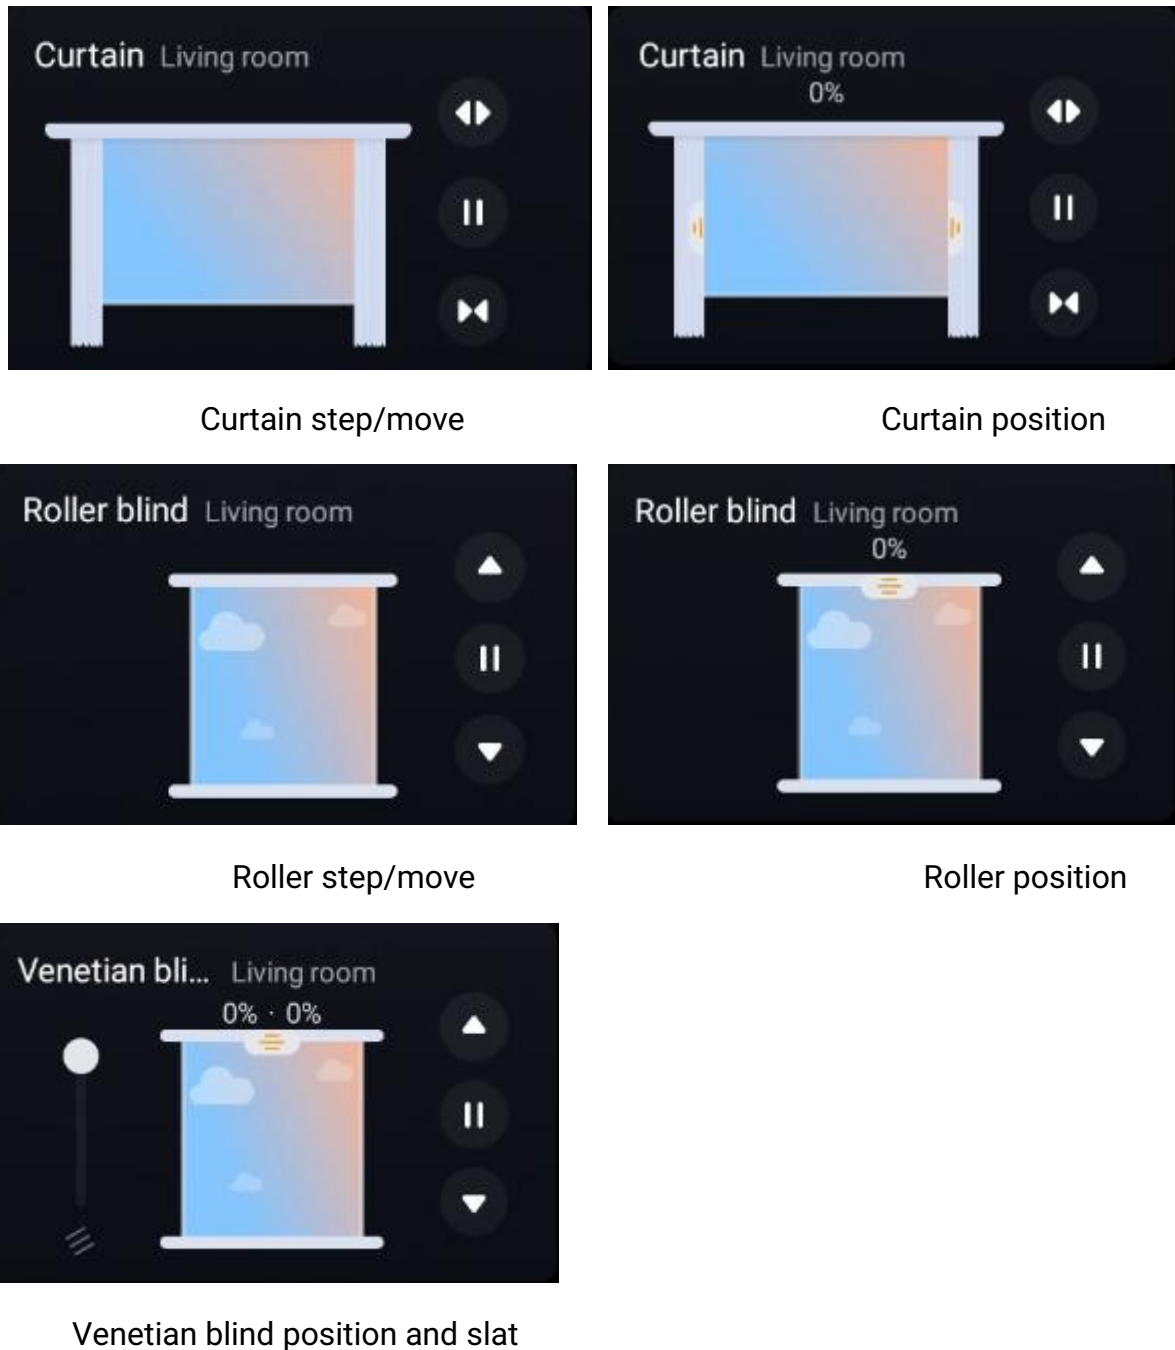 Curtain Living room
Curtain Living room
0%
Curtain step/move
Curtain position
Roller blind Living room
Roller blind Living room
0%
Roller step/move
Roller position
Venetian bli... Living room
0% · 0%
Venetian blind position and slat